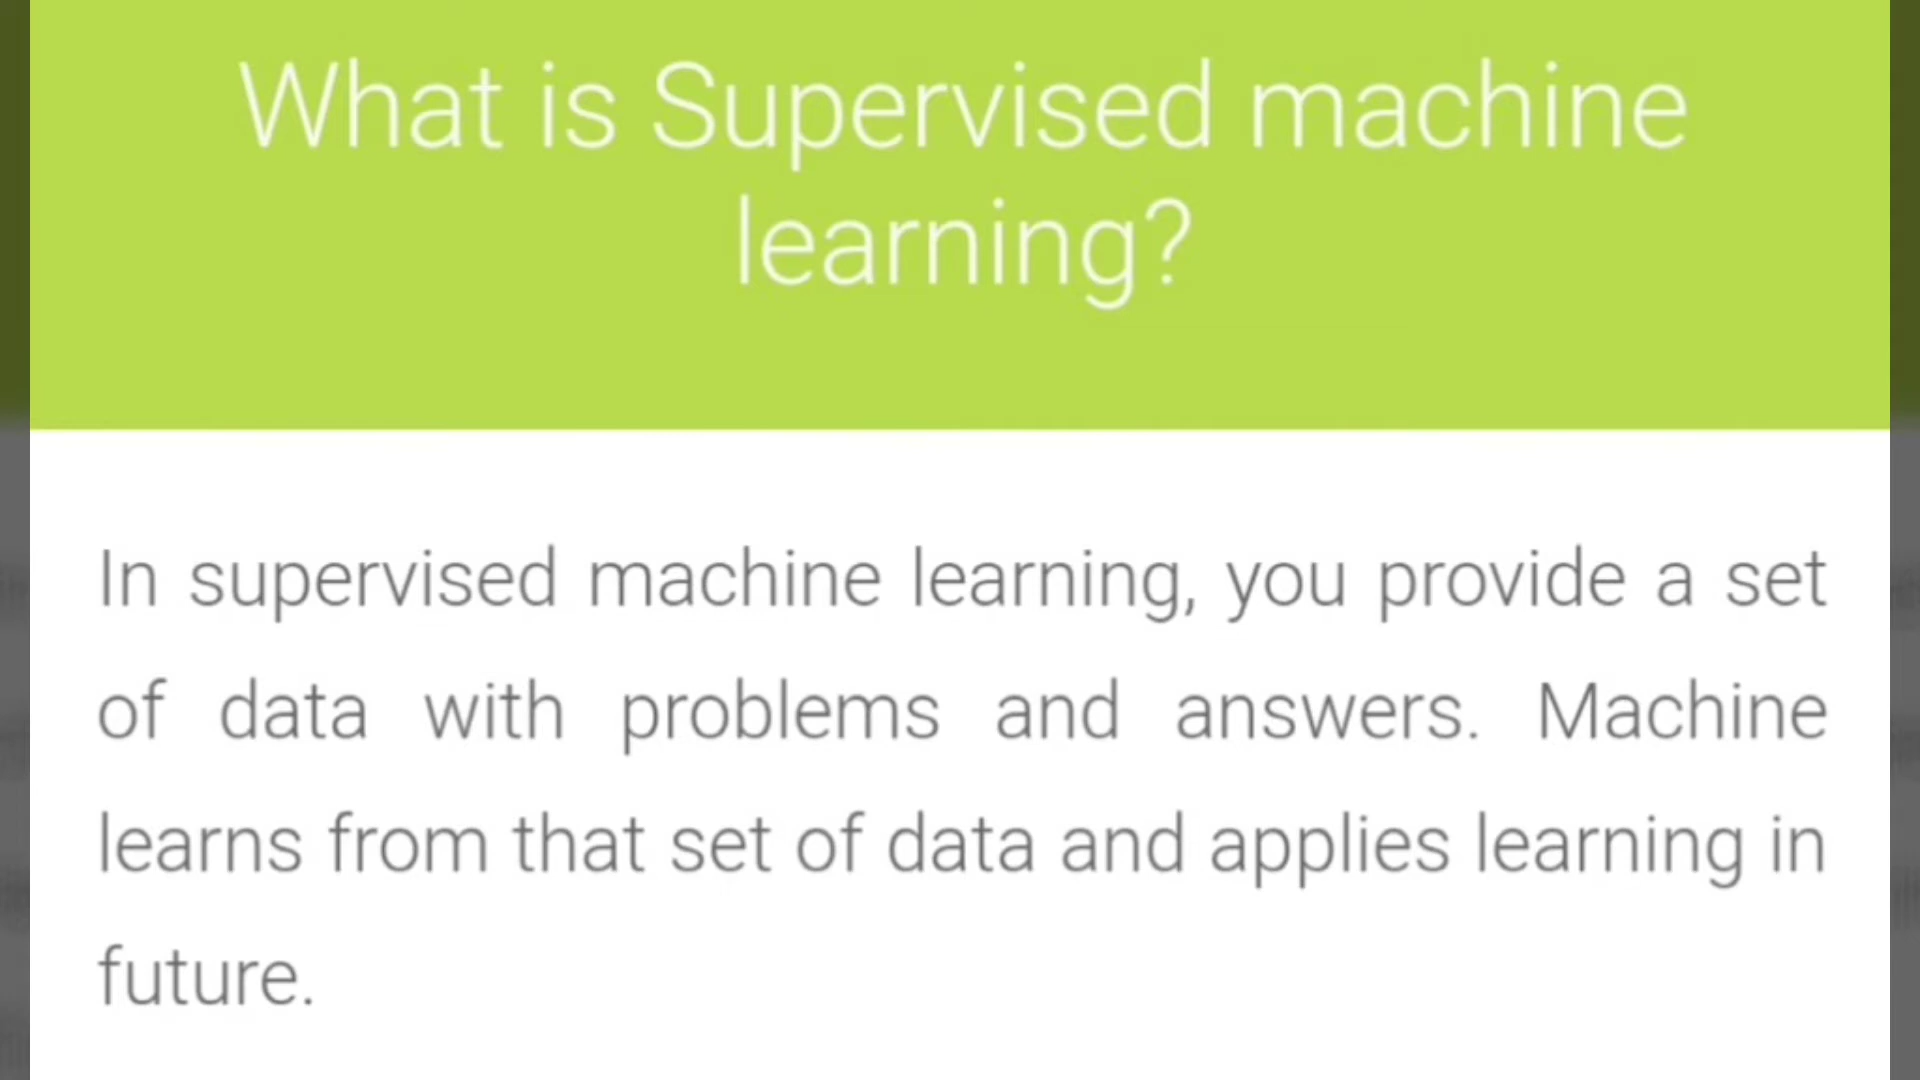 What is Supervised machine
learning?
In supervised machine learning, you provide a set
of data with problems and answers. Machine
learns from that set of data and applies learning in
future.